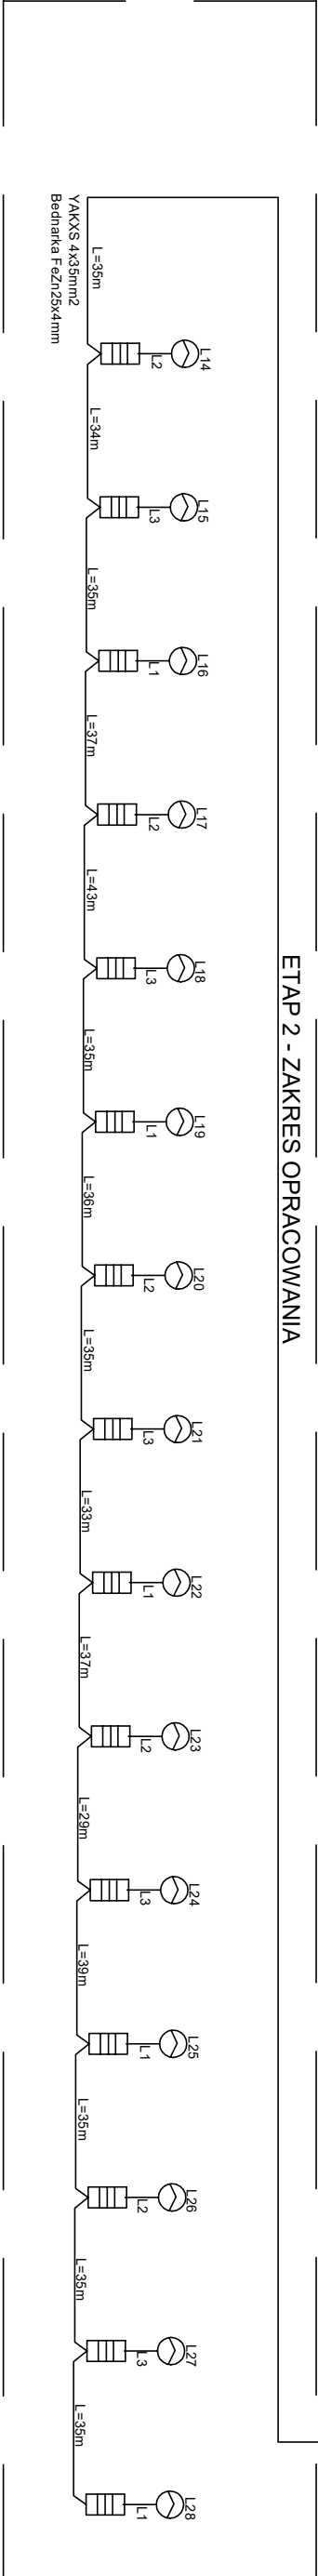 ETAP 2 - ZAKRES OPRACOWANIA
L14
L15
L16
L17
L18
L19
L20
L21
L22
L23
L24
L25
L26
L27
L28
L2
L3
L1
L2
L3
L1
L2
L3
L1
L2
L3
L1
L2
L3
L1
L=35m
L=34m
L=35m
L=37m
L=43m
L=35m
L=36m
L=35m
L=33m
L=37m
L=29m
L=39m
L=35m
L=35m
L=35m
YAKXS 4x35mm2
Bednarka FeZn25x4mm